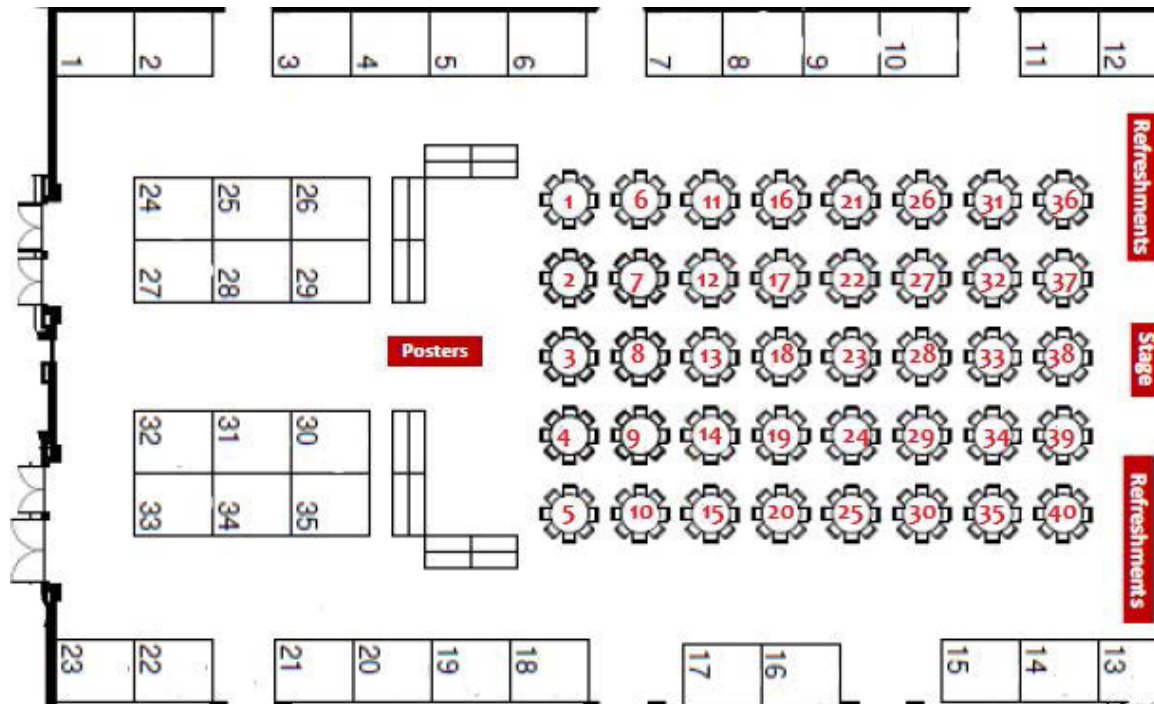 1 2 3 4 5 6 7 8 9 10 11 12
Refreshments
24 25 26
1 6 11 16 21 26 31 36
27 28 29
2 7 12 17 22 27 32 37
Posters
3 8 13 18 23 28 33 38
Stage
32 31 30
4 9 14 19 24 29 34 39
33 34 35
5 10 15 20 25 30 35 40
Refreshments
23 22 21 20 19 18 17 16 15 14 13